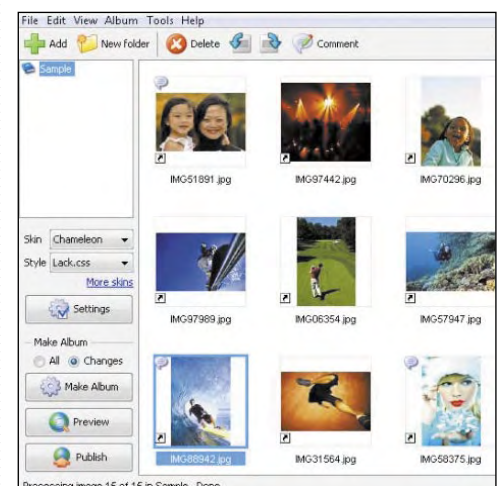 File Edit View Album Tools Help
Add New folder Delete Comment
Sample
IMG51891.jpg IMG97442.jpg IMG70296.jpg
Skin Chameleon
Style Lack.css
More skins
Settings
IMG97989.jpg IMG06354.jpg IMG57947.jpg
Make Album
All Changes
Make Album
Preview
Publish
IMG88942.jpg IMG31564.jpg IMG58375.jpg
Processing image 15 of 15 in Sample Done